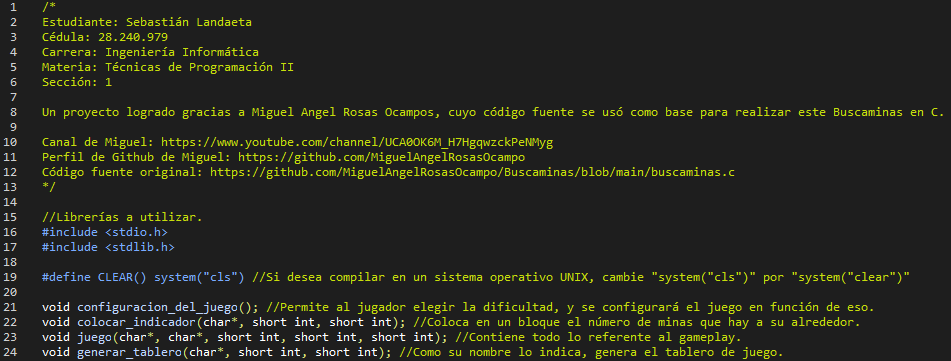 1 /*
2 Estudiante: Sebastián Landaeta
3 Cédula: 28.240.979
4 Carrera: Ingeniería Informática
5 Materia: Técnicas de Programación II
6 Sección: 1
7
8 Un proyecto logrado gracias a Miguel Angel Rosas Ocampos, cuyo código fuente se usó como base para realizar este Buscaminas en C.
9
10 Canal de Miguel: https://www.youtube.com/channel/UCA0OK6M_H7HgqwzckPeNMyg
11 Perfil de Github de Miguel: https://github.com/MiguelAngelRosasOcampo
12 Código fuente original: https://github.com/MiguelAngelRosasOcampo/Buscaminas/blob/main/buscaminas.c
13 */
14
15 //Librerías a utilizar.
16 #include <stdio.h>
17 #include <stdlib.h>
18
19 #define CLEAR() system("cls") //Si desea compilar en un sistema operativo UNIX, cambie "system("cls")" por "system("clear")"
20
21 void configuracion_del_juego(); //Permite al jugador elegir la dificultad, y se configurará el juego en función de eso.
22 void colocar_indicador(char*, short int, short int); //Coloca en un bloque el número de minas que hay a su alrededor.
23 void juego(char*, char*, short int, short int, short int); //Contiene todo lo referente al gameplay.
24 void generar_tablero(char*, short int, short int); //Como su nombre lo indica, genera el tablero de juego.